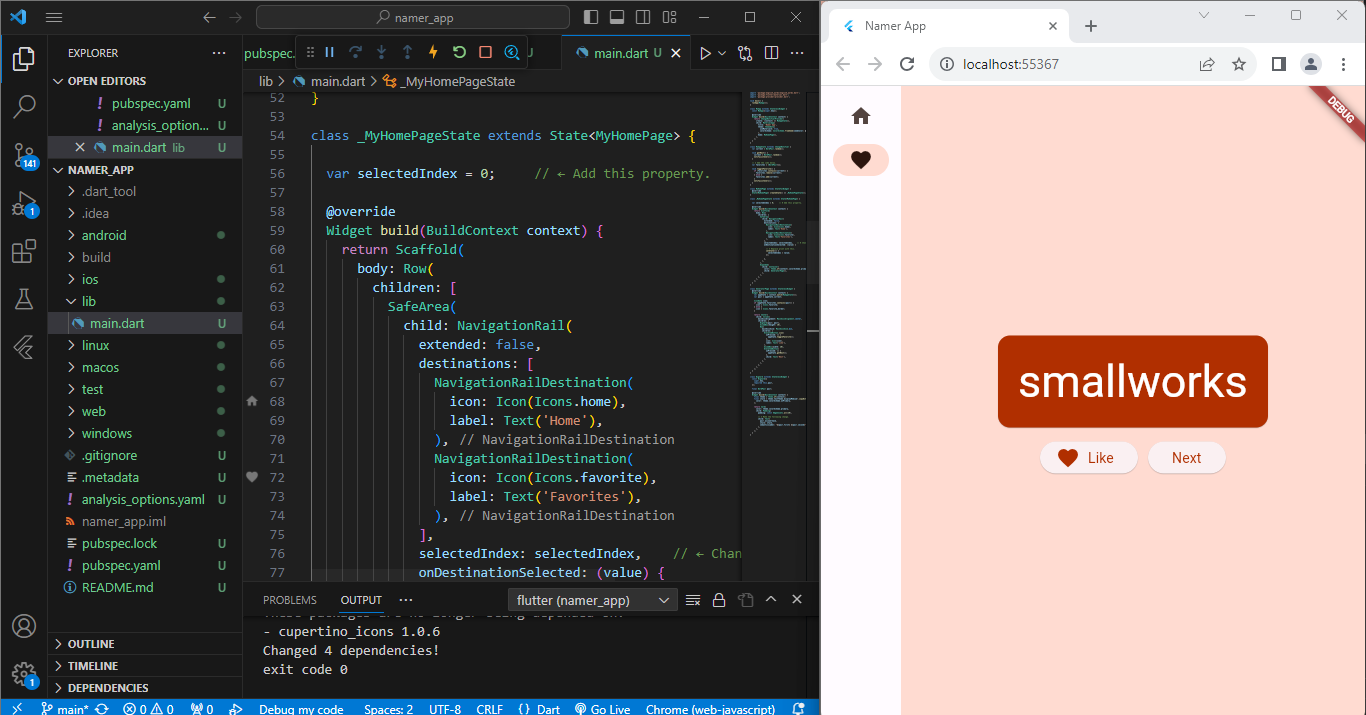 namer_app
EXPLORER
OPEN EDITORS
pubspec.yaml U
analysis_option... U
main.dart lib U
141
1
NAMER_APP
.dart_tool
.idea
android
build
ios
lib
main.dart U
linux
macos
test
web
windows
.gitignore U
.metadata U
analysis_options.yaml U
namer_app.iml
pubspec.lock U
pubspec.yaml U
README.md U
OUTLINE
TIMELINE
DEPENDENCIES
1
pubspec. U
main.dart U
lib > main.dart > _MyHomePageState
52 }
53
54 class _MyHomePageState extends State<MyHomePage> {
55
56 var selectedIndex = 0; // ← Add this property.
57
58 @override
59 Widget build(BuildContext context) {
60 return Scaffold(
61 body: Row(
62 children: [
63 SafeArea(
64 child: NavigationRail(
65 extended: false,
66 destinations: [
67 NavigationRailDestination(
68 icon: Icon(Icons.home),
69 label: Text('Home'),
70 ), // NavigationRailDestination
71 NavigationRailDestination(
72 icon: Icon(Icons.favorite),
73 label: Text('Favorites'),
74 ), // NavigationRailDestination
75 ],
76 selectedIndex: selectedIndex, // ← Chan
77 onDestinationSelected: (value) {
PROBLEMS OUTPUT ... flutter (namer_app)
- cupertino_icons 1.0.6
Changed 4 dependencies!
exit code 0
main* 0 0 0 Debug my code Spaces: 2 UTF-8 CRLF {} Dart Go Live Chrome (web-javascript)
Namer App
localhost:55367
DEBUG
smallworks
Like
Next